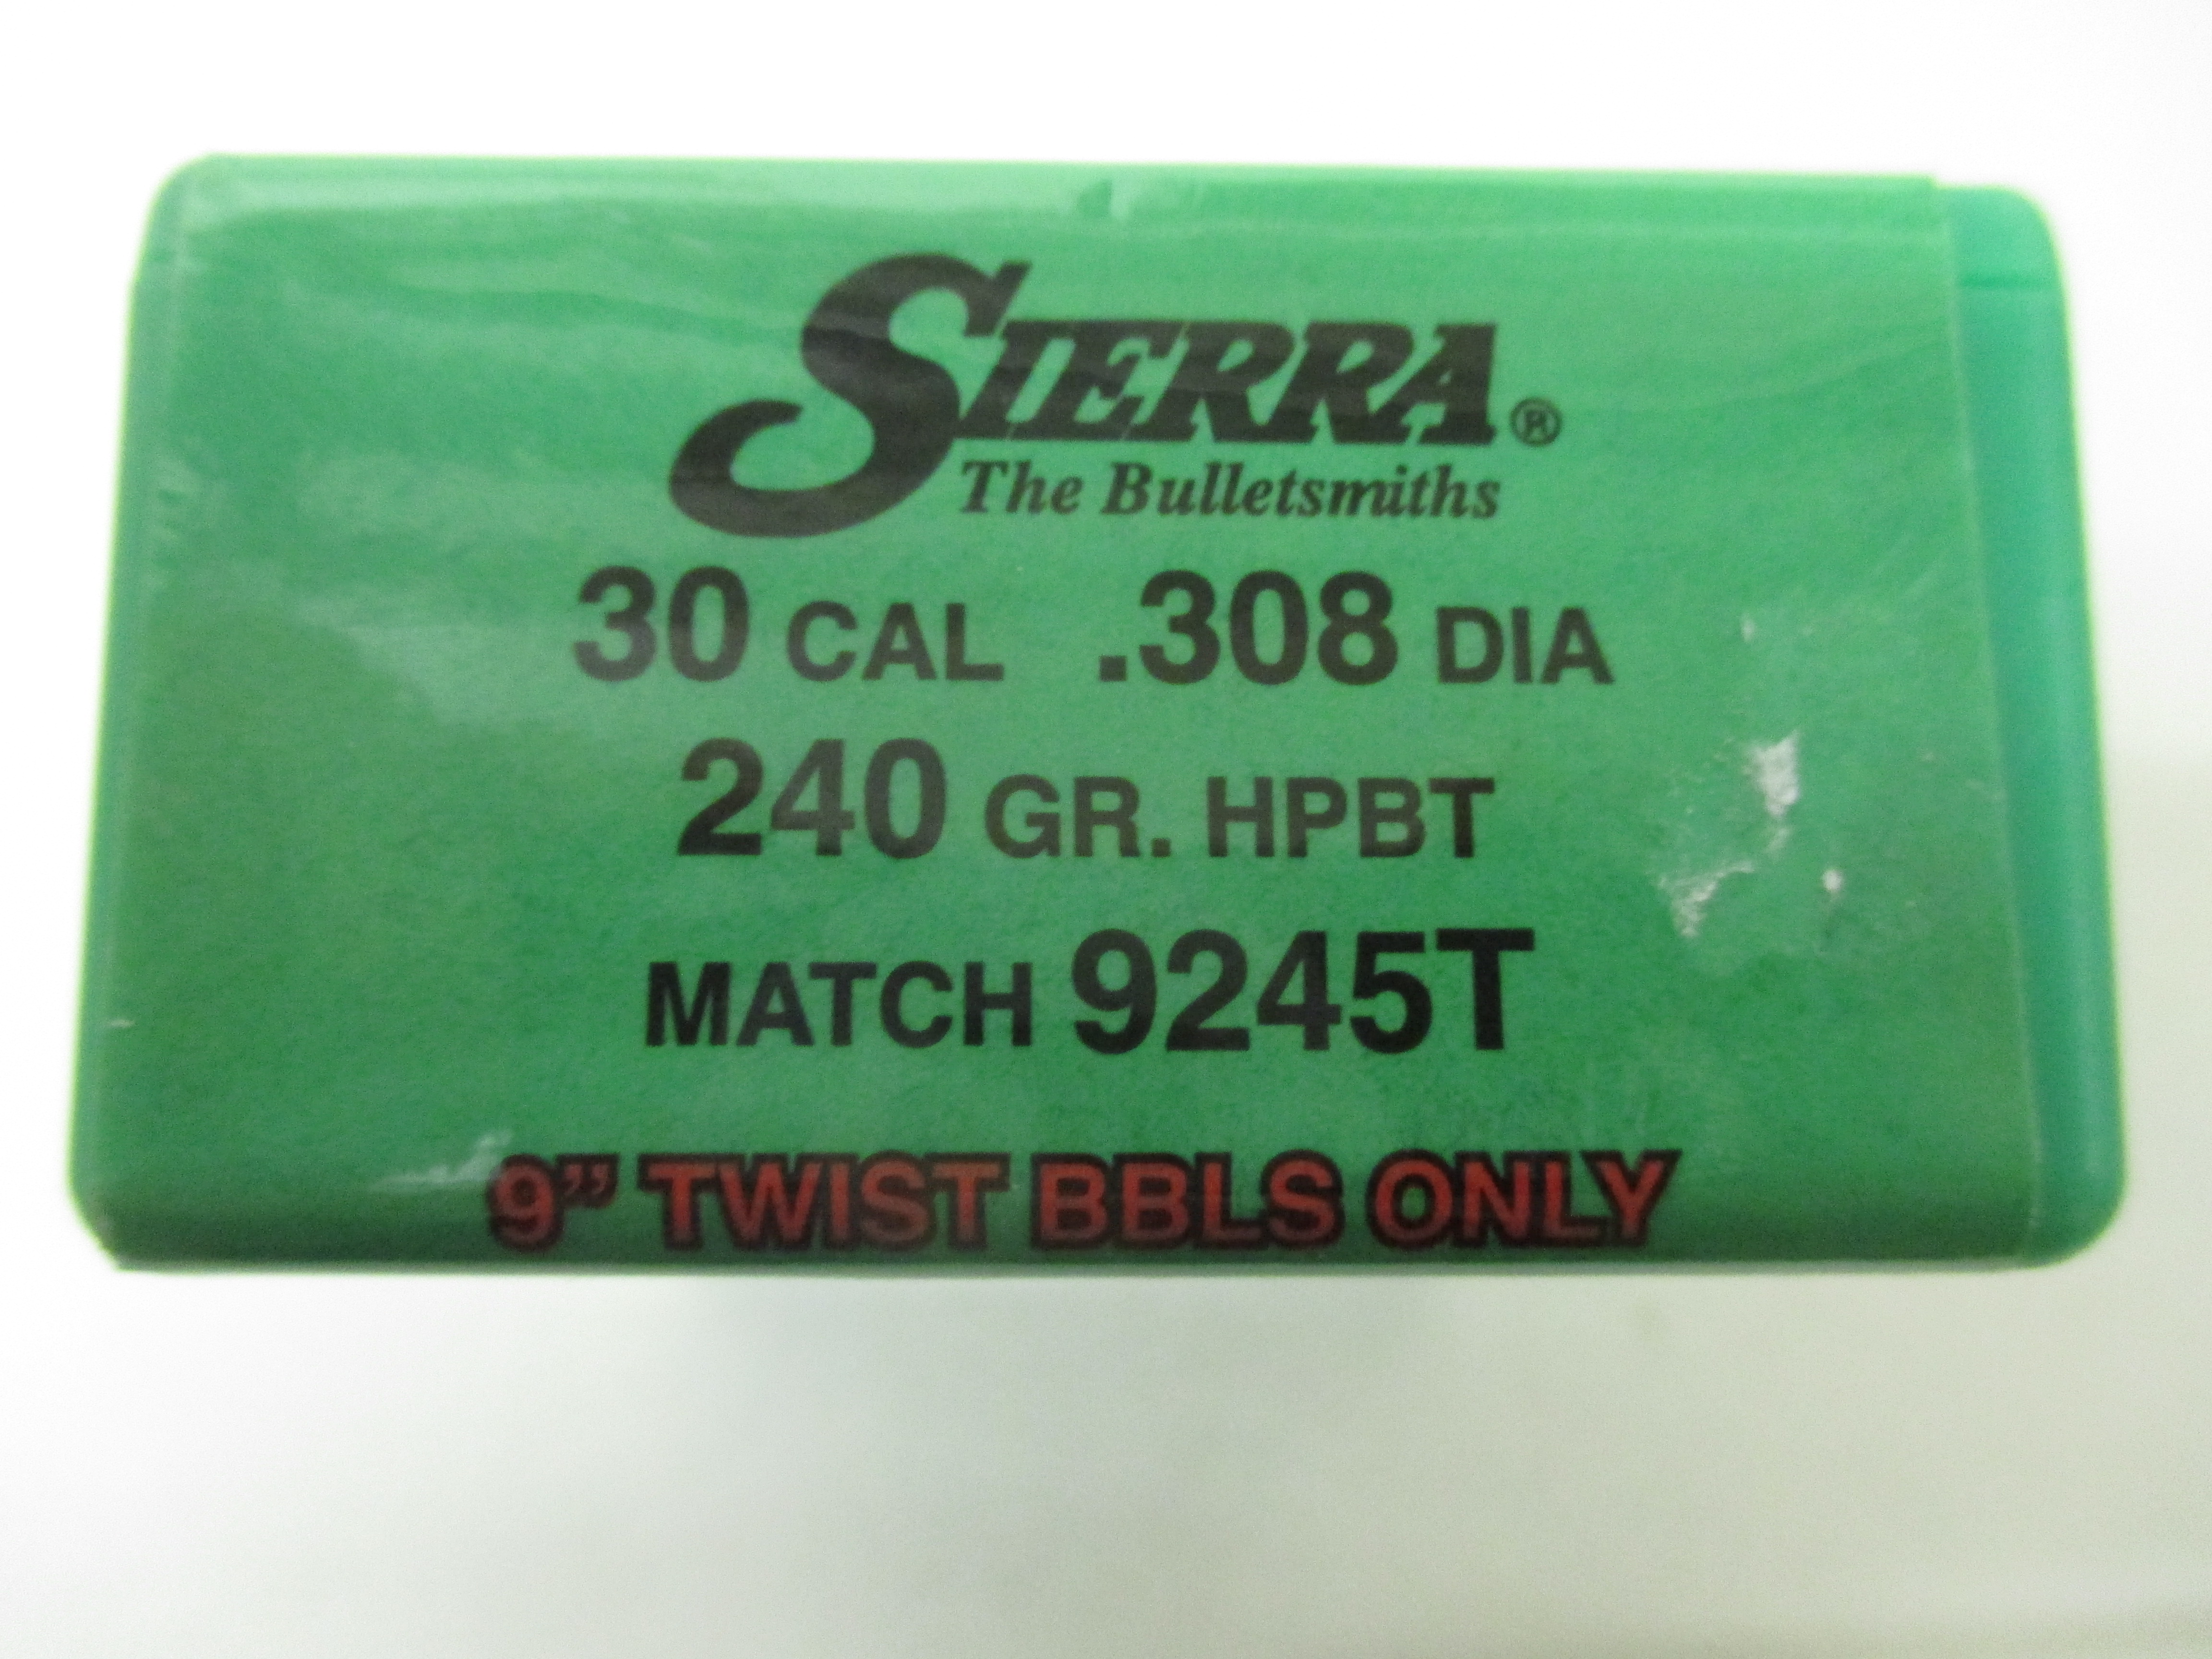 SIERRA®
The Bulletsmiths
30 CAL .308 DIA
240 GR. HPBT
MATCH 9245T
9” TWIST BBLS ONLY